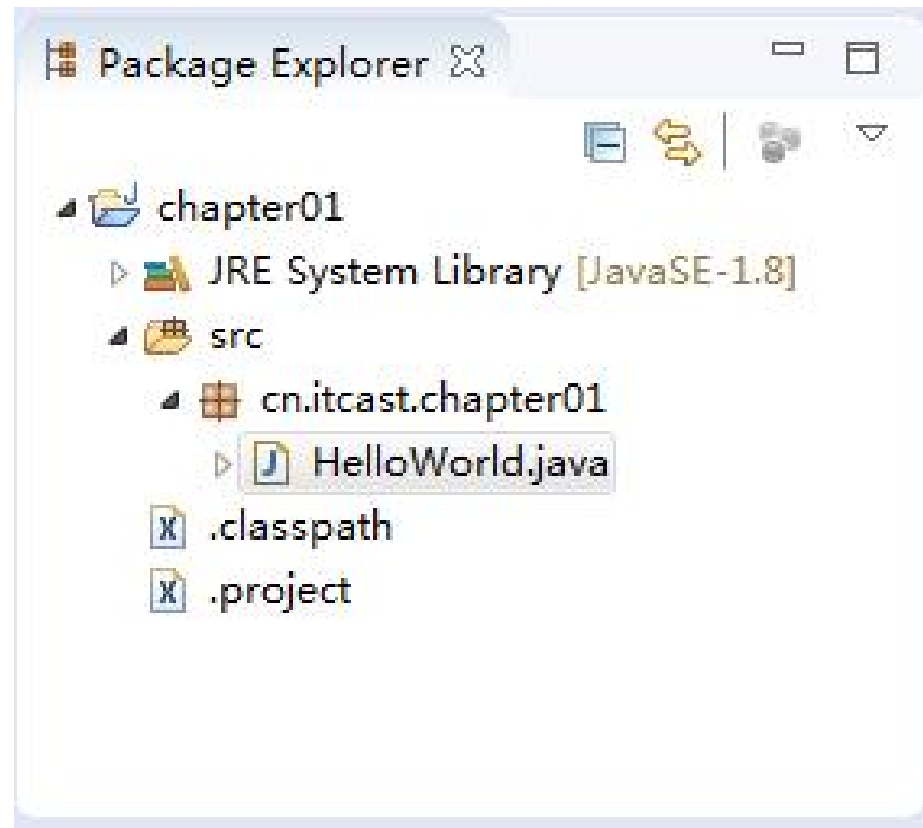 Package Explorer
chapter01
JRE System Library [JavaSE-1.8]
src
cn.itcast.chapter01
HelloWorld.java
.classpath
.project